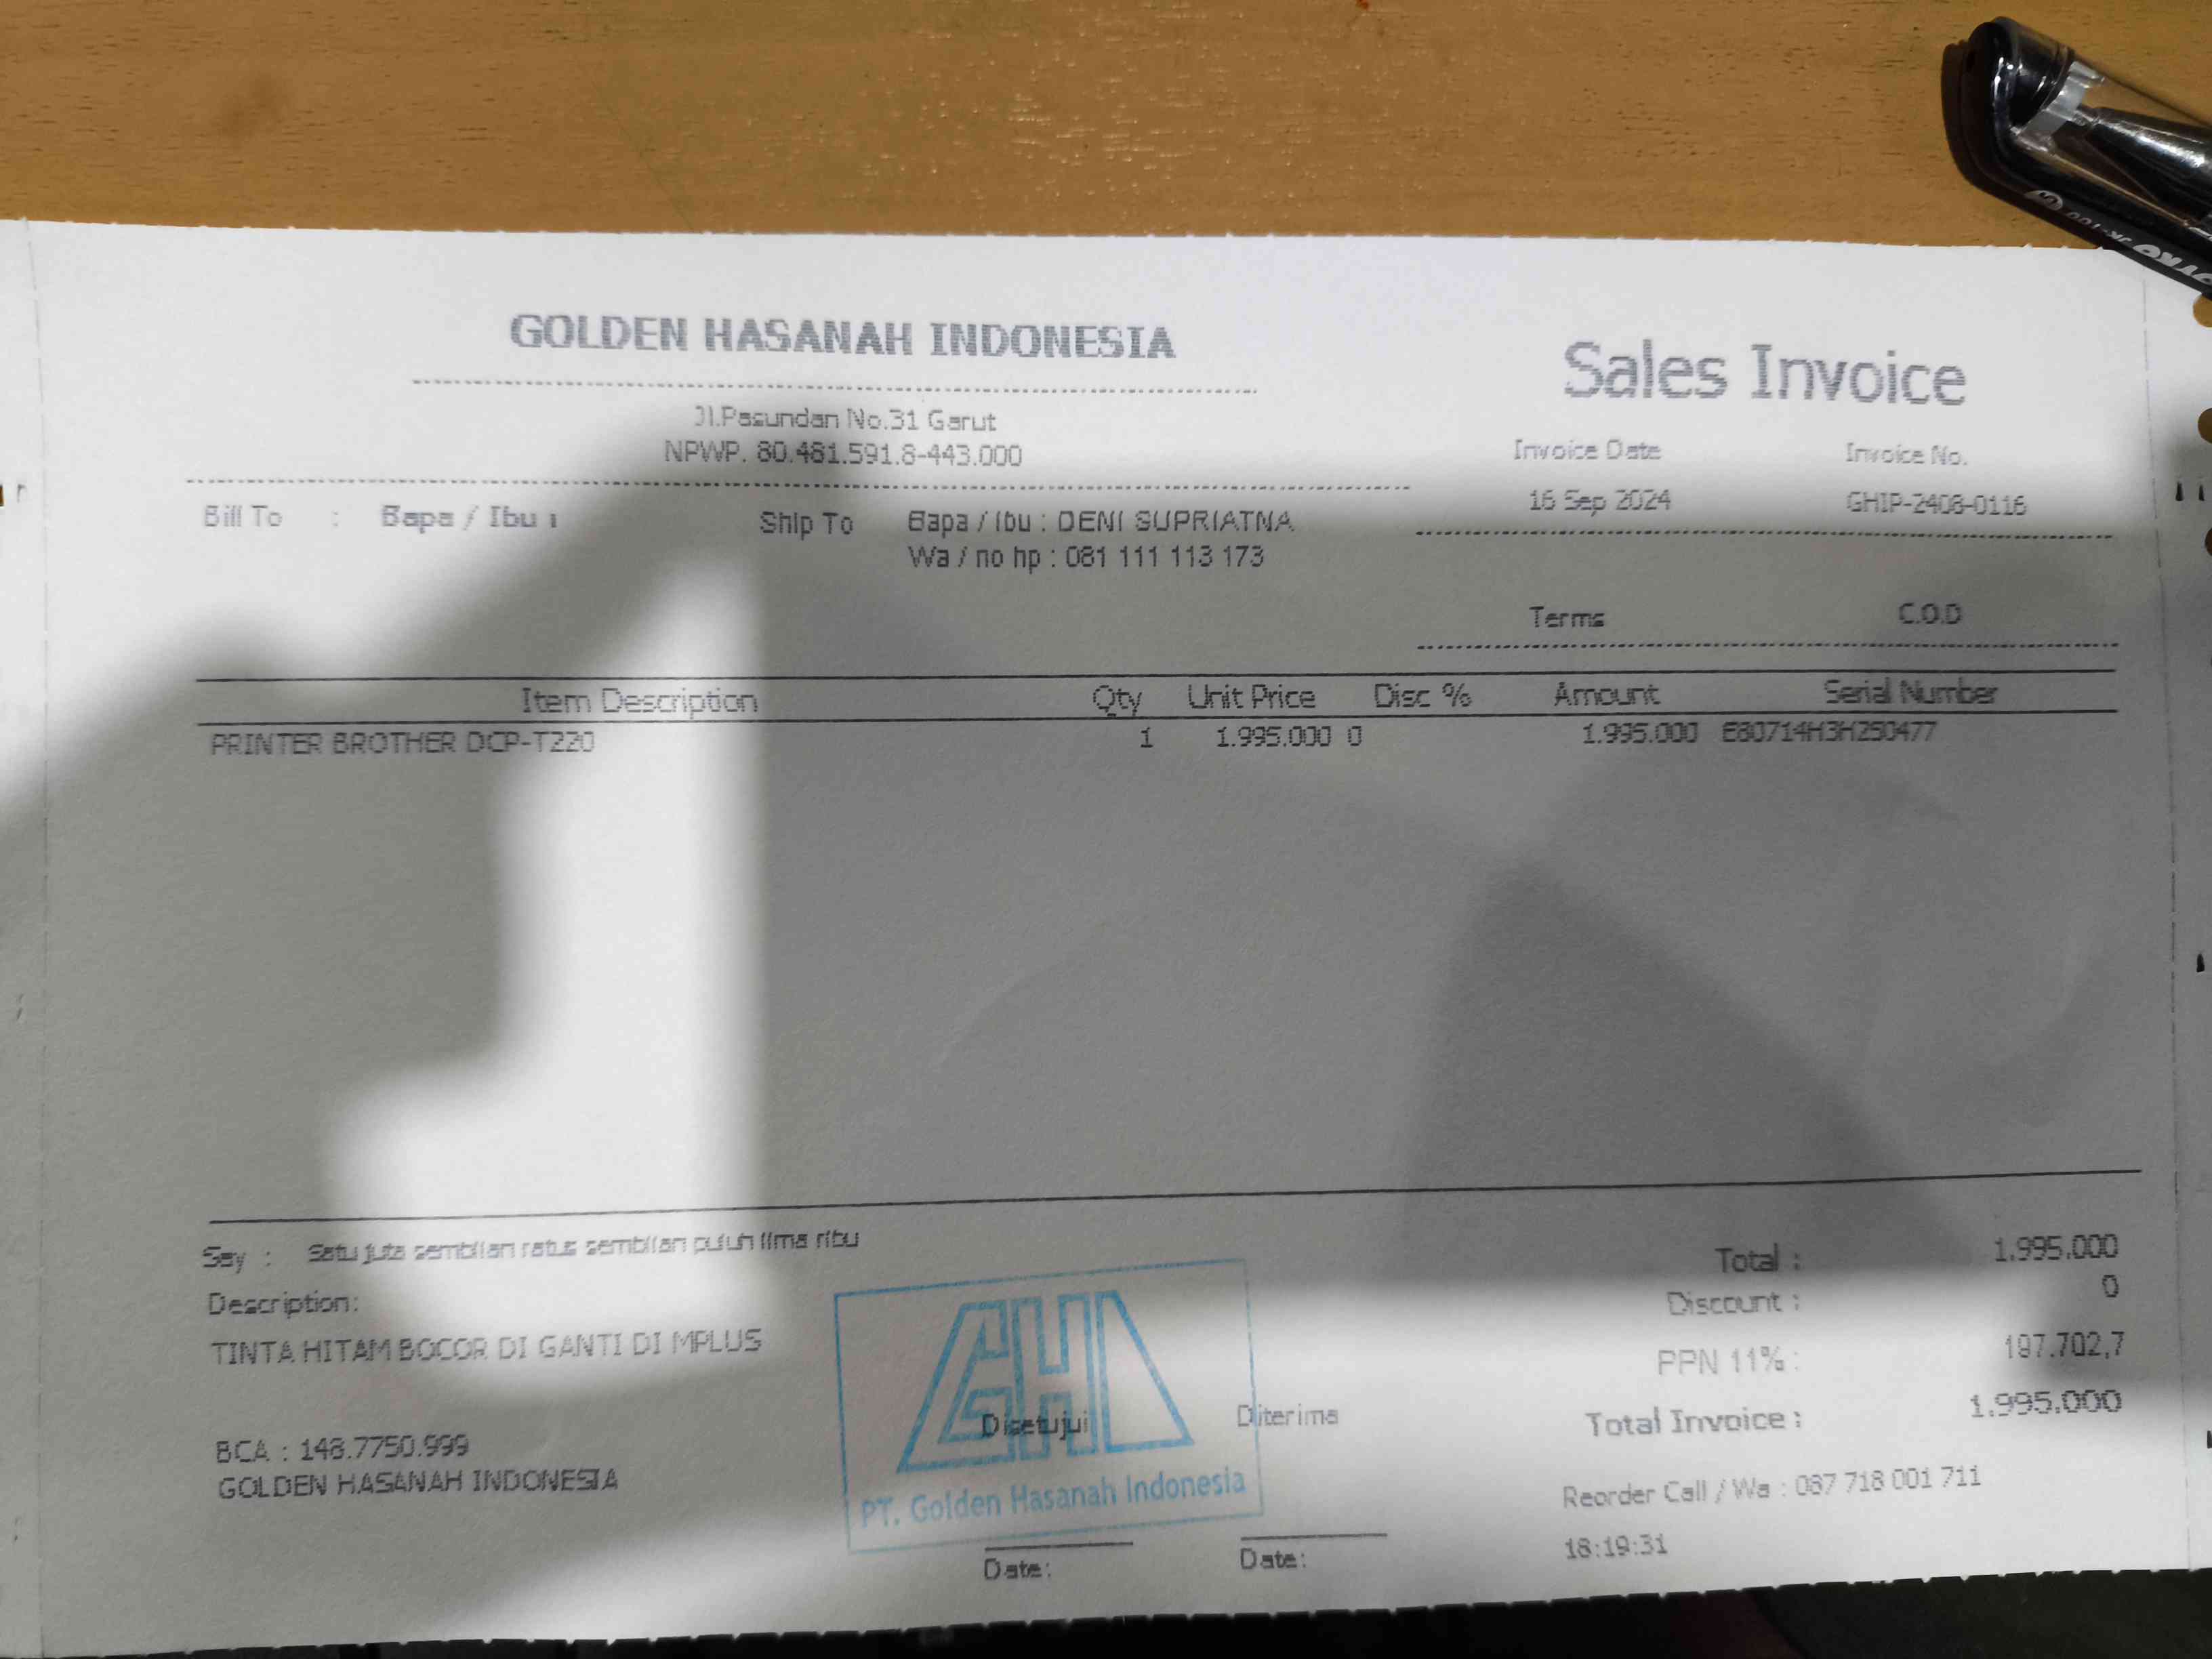 GOLDEN HASANAH INDONESIA
Sales Invoice
Jl.Pasundan No.31 Garut
NPWP. 80.481.591.8-443.000
Invoice Date Invoice No.
16 Sep 2024 GHIP-2408-0116
Bill To : Bapa / Ibu :
Ship To Bapa / Ibu : DENI SUPRIATNA
Wa / no hp : 081 111 113 173
Terms C.O.D
Item Description Qty Unit Price Disc % Amount Serial Number
PRINTER BROTHER DCP-T220 1 1.995.000 0 1.995.000 E80714H3H250477
Say : Satu juta sembilan ratus sembilan puluh lima ribu
Total : 1.995.000
Description:
Discount : 0
TINTA HITAM BOCOR DI GANTI DI MPLUS
PPN 11% : 197.702,7
Disetujui Diterima
Total Invoice : 1.995.000
BCA : 148.7750.999
GOLDEN HASANAH INDONESIA
PT. Golden Hasanah Indonesia
Reorder Call / Wa : 087 718 001 711
18:19:31
Date: Date: